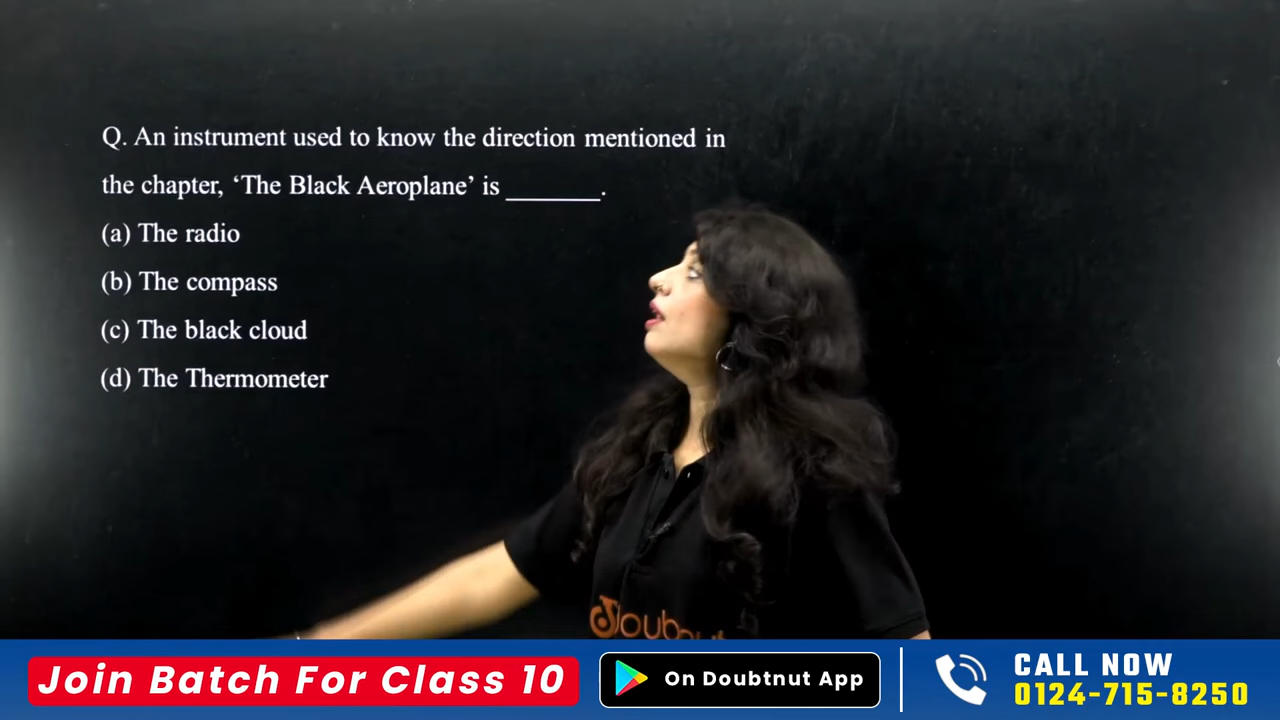 Q. An instrument used to know the direction mentioned in
the chapter, ‘The Black Aeroplane’ is _______.
(a) The radio
(b) The compass
(c) The black cloud
(d) The Thermometer
Join Batch For Class 10
On Doubtnut App
CALL NOW
0124-715-8250